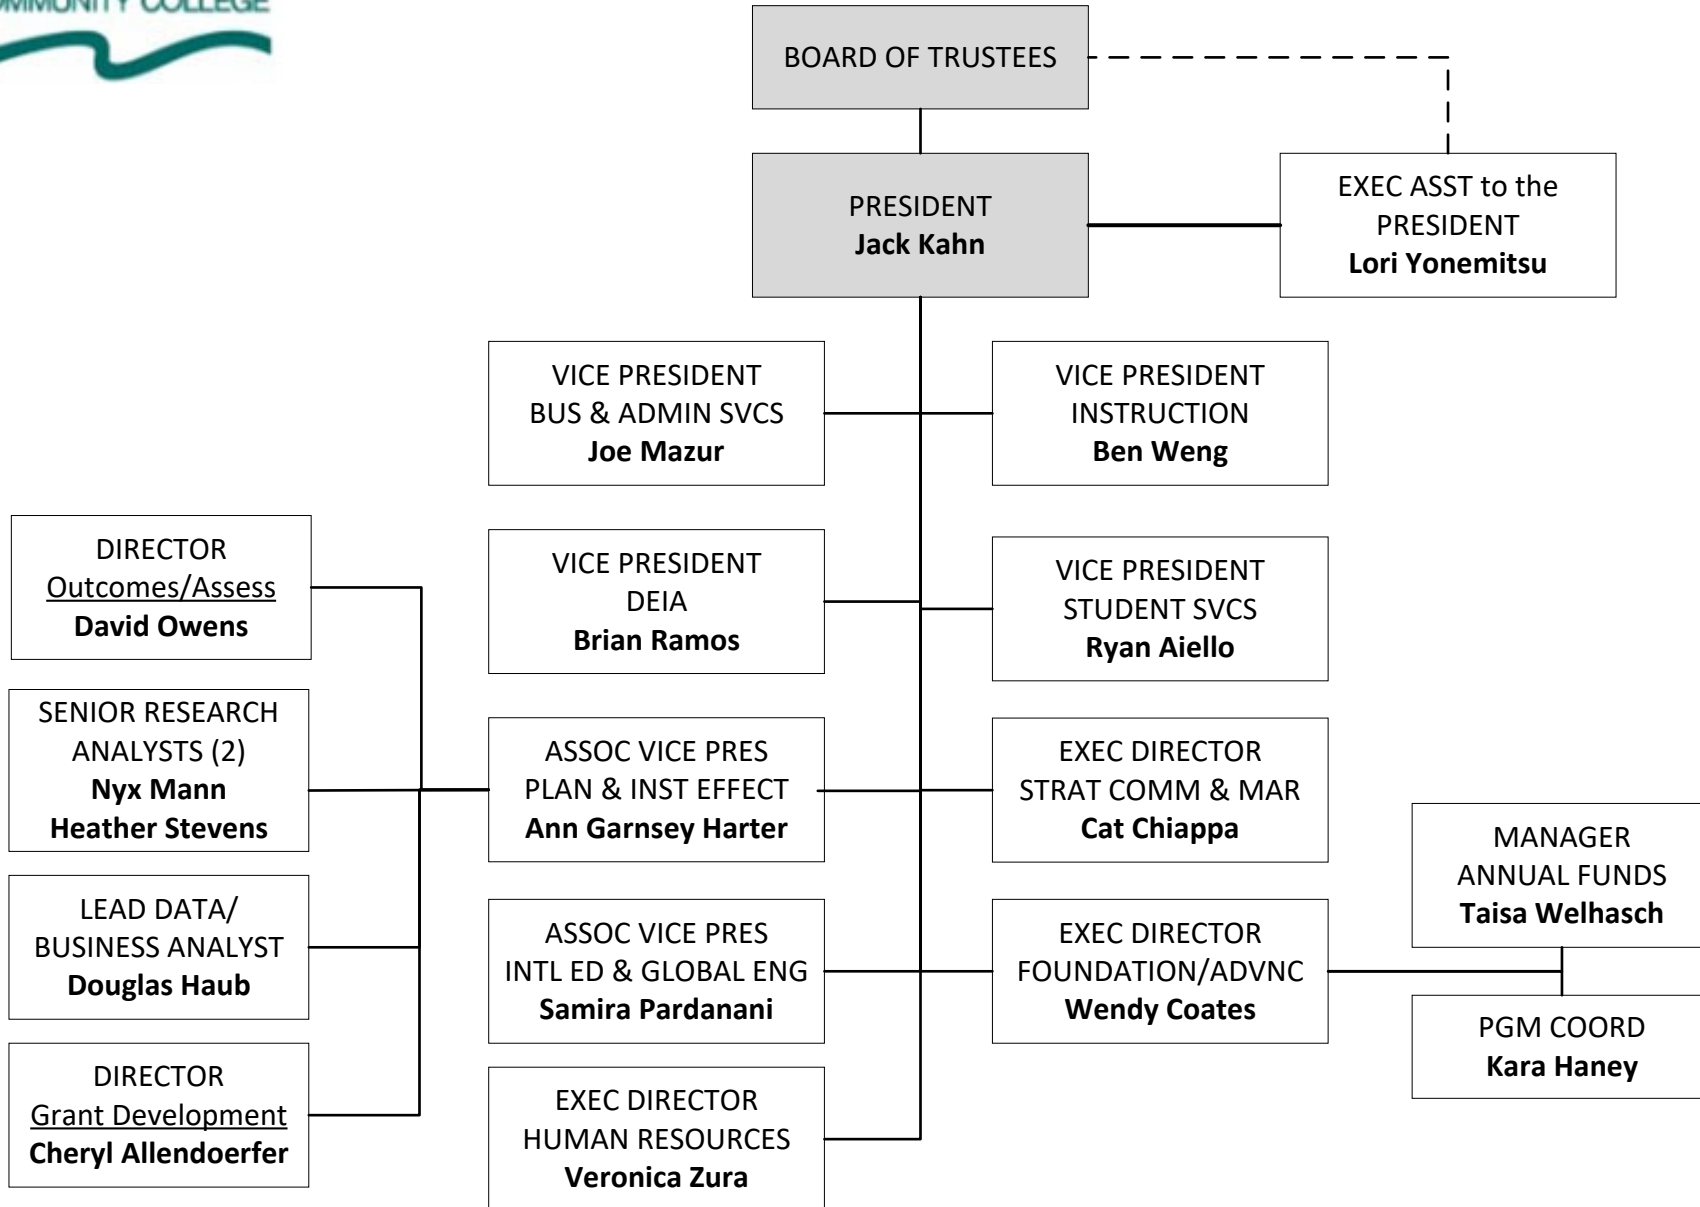 COMMUNITY COLLEGE
BOARD OF TRUSTEES
PRESIDENT
Jack Kahn
EXEC ASST to the
PRESIDENT
Lori Yonemitsu
VICE PRESIDENT
BUS & ADMIN SVCS
Joe Mazur
VICE PRESIDENT
INSTRUCTION
Ben Weng
DIRECTOR
Outcomes/Assess
David Owens
VICE PRESIDENT
DEIA
Brian Ramos
VICE PRESIDENT
STUDENT SVCS
Ryan Aiello
SENIOR RESEARCH
ANALYSTS (2)
Nyx Mann
Heather Stevens
ASSOC VICE PRES
PLAN & INST EFFECT
Ann Garnsey Harter
EXEC DIRECTOR
STRAT COMM & MAR
Cat Chiappa
MANAGER
ANNUAL FUNDS
Taisa Welhasch
LEAD DATA/
BUSINESS ANALYST
Douglas Haub
ASSOC VICE PRES
INTL ED & GLOBAL ENG
Samira Pardanani
EXEC DIRECTOR
FOUNDATION/ADVNC
Wendy Coates
PGM COORD
Kara Haney
DIRECTOR
Grant Development
Cheryl Allendoerfer
EXEC DIRECTOR
HUMAN RESOURCES
Veronica Zura